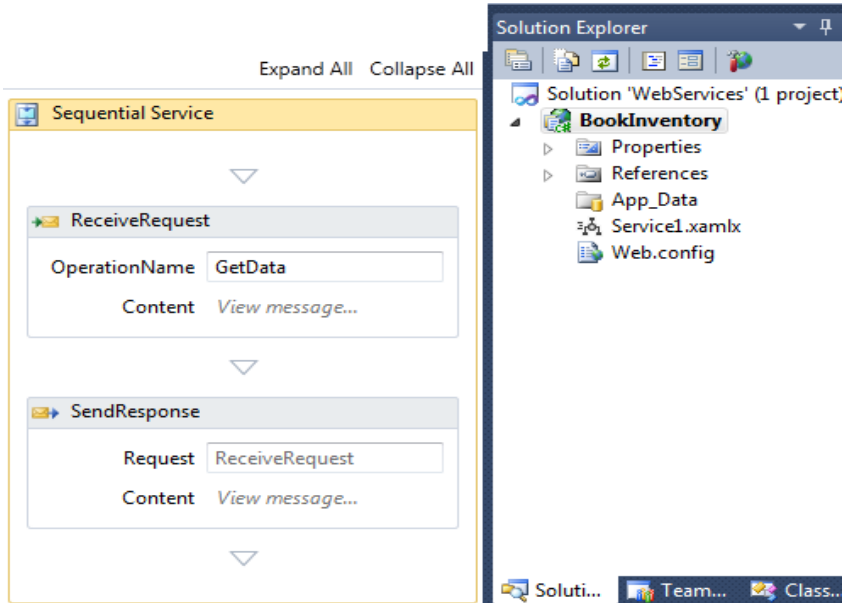 Expand All Collapse All
Sequential Service
ReceiveRequest
OperationName GetData
Content View message...
SendResponse
Request ReceiveRequest
Content View message...
Solution Explorer
Solution 'WebServices' (1 project)
BookInventory
Properties
References
App_Data
Service1.xamlx
Web.config
Soluti... Team... Class...